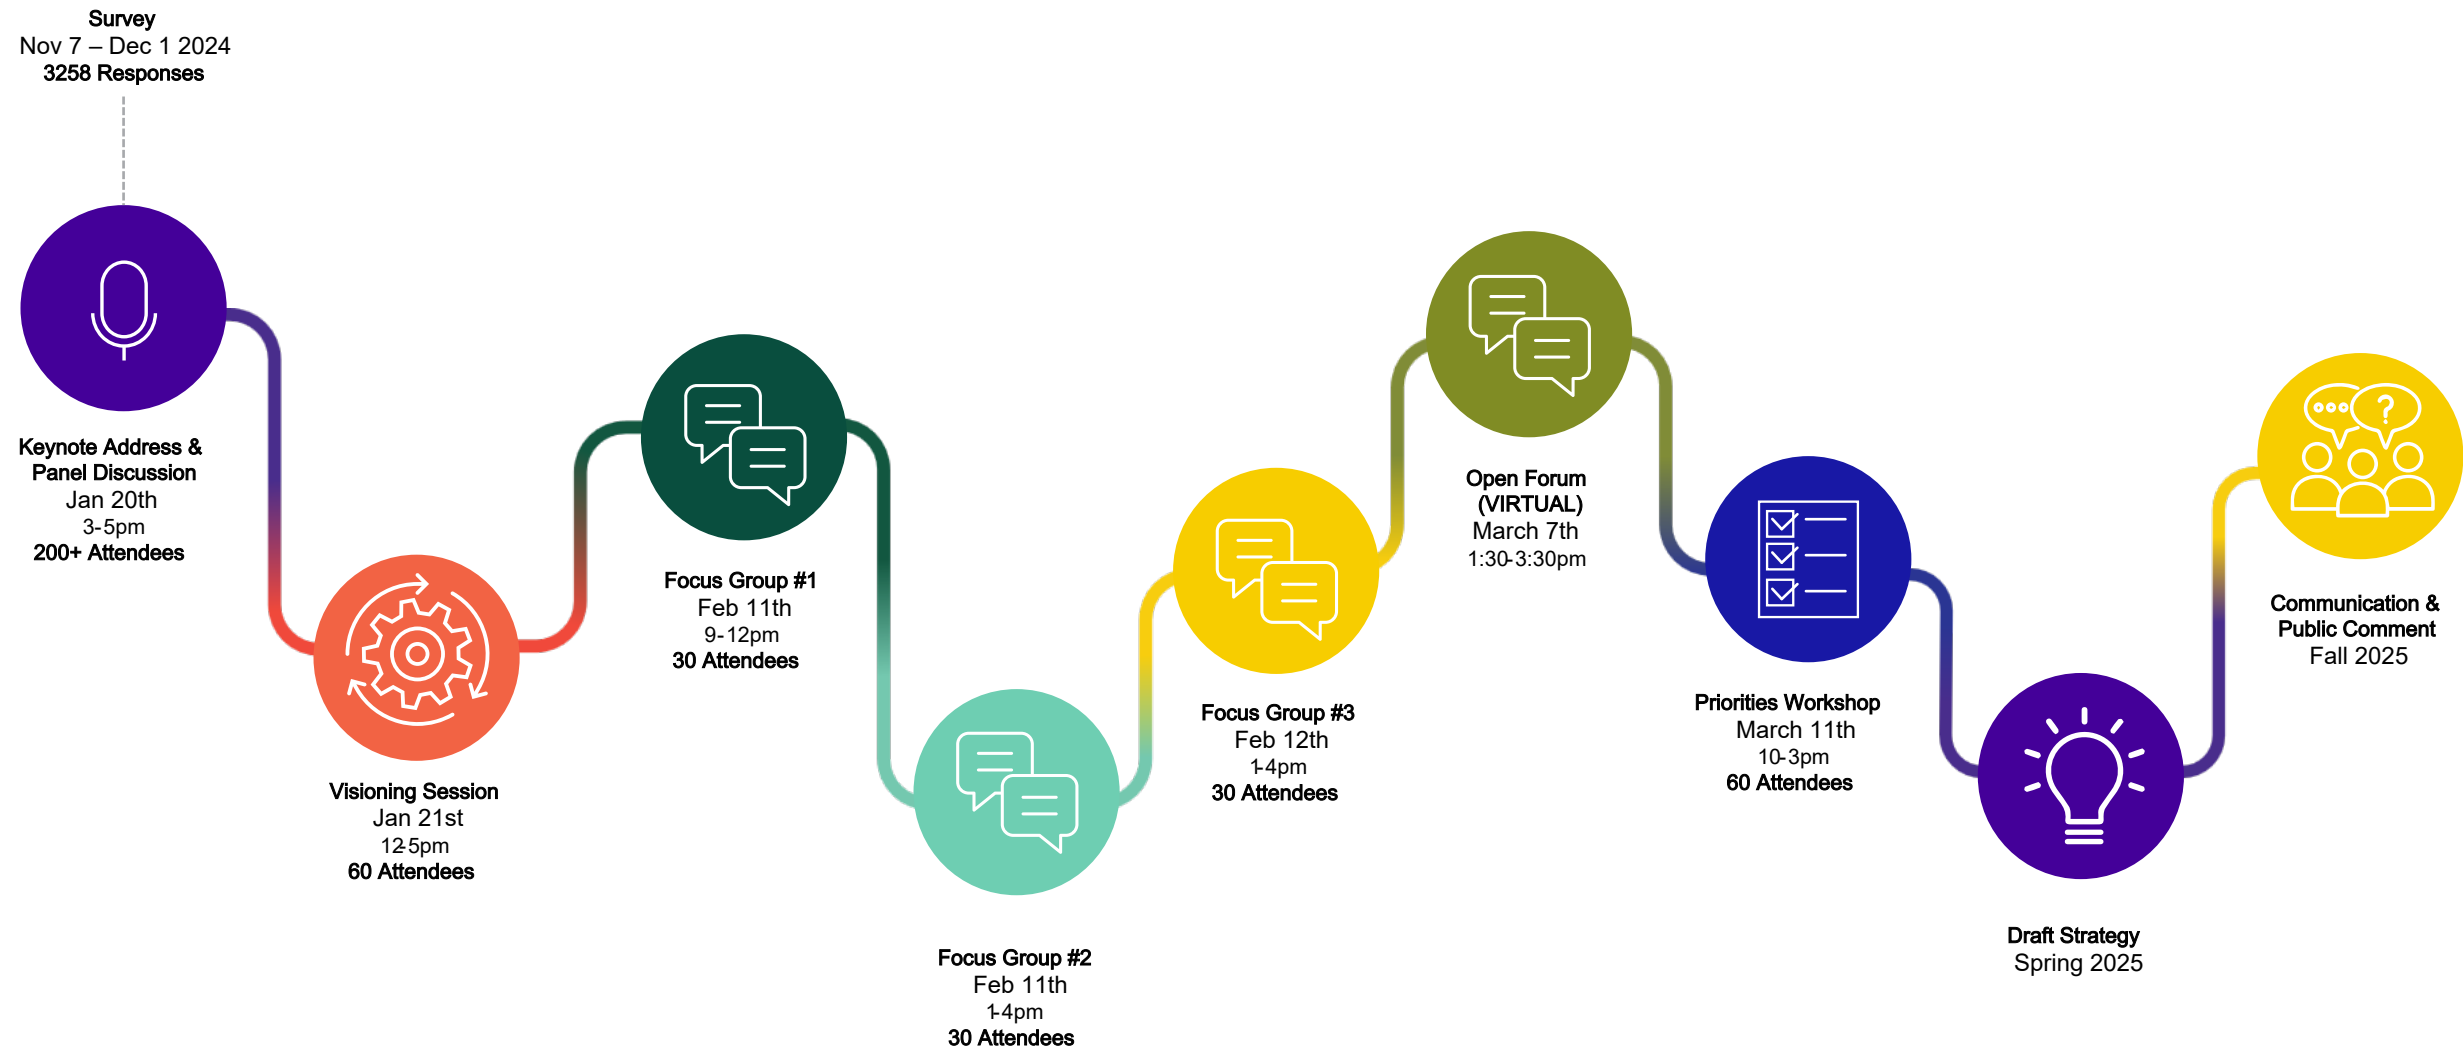 Survey
Nov 7 – Dec 1 2024
3258 Responses
Keynote Address &
Panel Discussion
Jan 20th
3-5pm
200+ Attendees
Visioning Session
Jan 21st
12-5pm
60 Attendees
Focus Group #1
Feb 11th
9-12pm
30 Attendees
Focus Group #2
Feb 11th
1-4pm
30 Attendees
Focus Group #3
Feb 12th
1-4pm
30 Attendees
Open Forum
(VIRTUAL)
March 7th
1:30-3:30pm
Priorities Workshop
March 11th
10-3pm
60 Attendees
Draft Strategy
Spring 2025
?
Communication &
Public Comment
Fall 2025